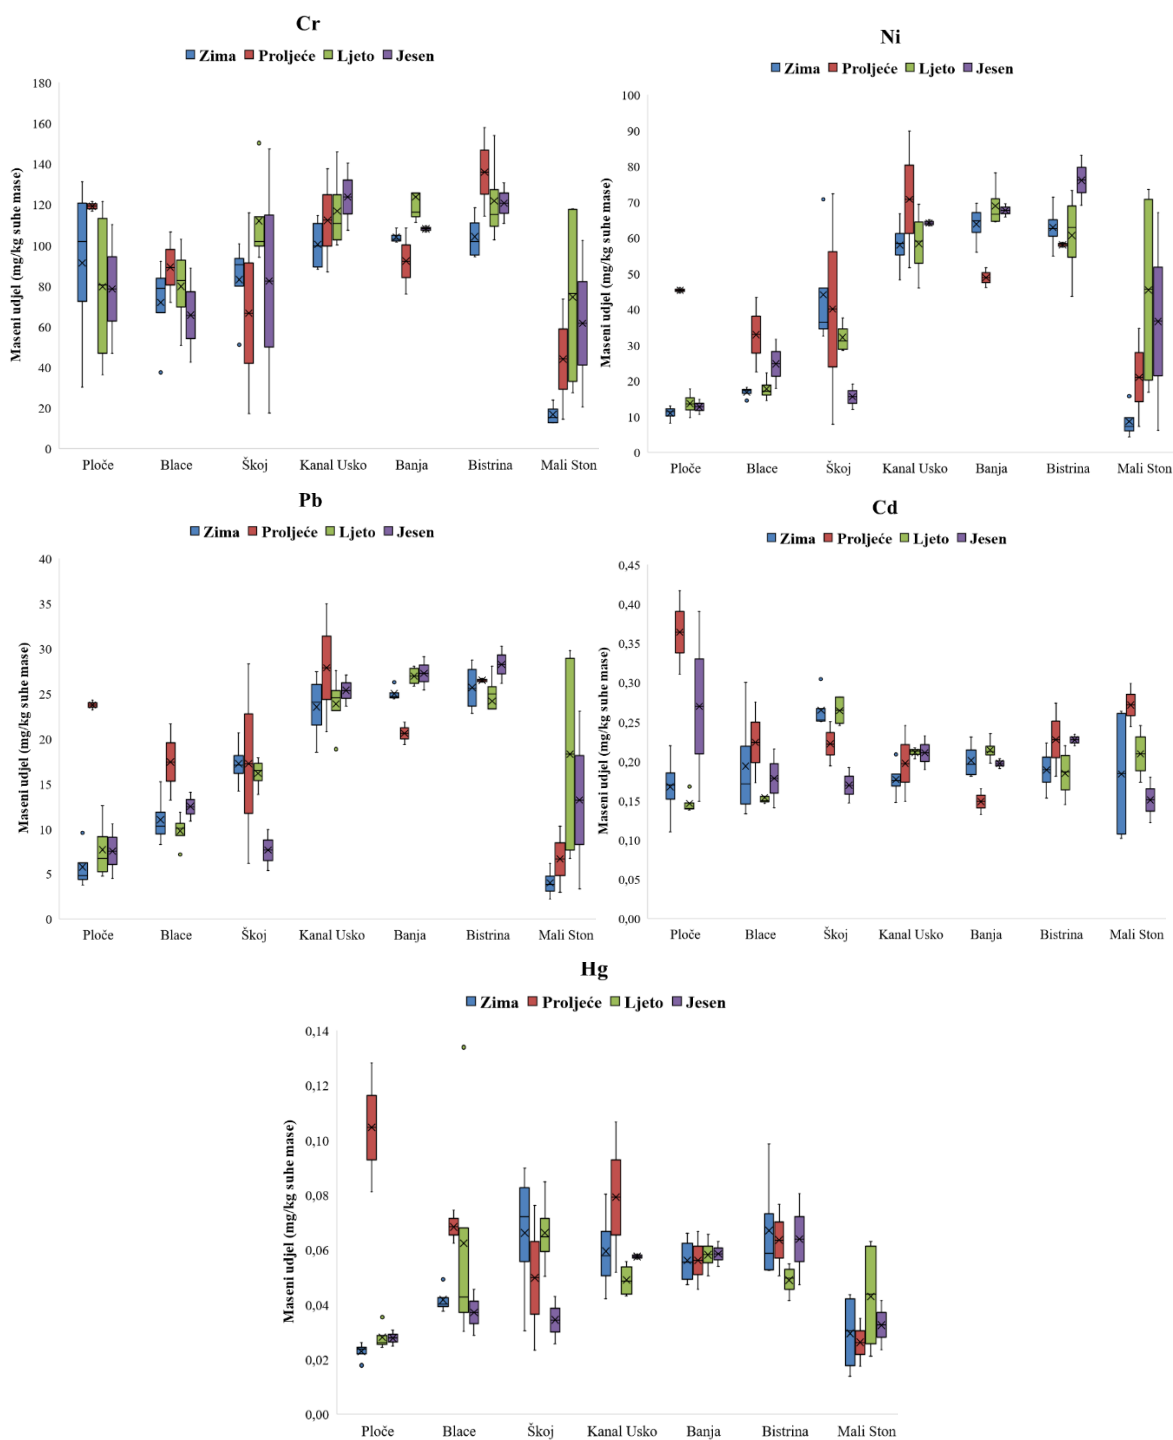 Cr
Zima Proljeće Ljeto Jesen
Maseni udjel (mg/kg suhe mase)
180
160
140
120
100
80
60
40
20
0
Ploče Blace Škoj Kanal Usko Banja Bistrina Mali Ston
Ni
Zima Proljeće Ljeto Jesen
Maseni udjel (mg/kg suhe mase)
100
90
80
70
60
50
40
30
20
10
0
Ploče Blace Škoj Kanal Usko Banja Bistrina Mali Ston
Pb
Zima Proljeće Ljeto Jesen
Maseni udjel (mg/kg suhe mase)
40
35
30
25
20
15
10
5
0
Ploče Blace Škoj Kanal Usko Banja Bistrina Mali Ston
Cd
Zima Proljeće Ljeto Jesen
Maseni udjel (mg/kg suhe mase)
0,45
0,40
0,35
0,30
0,25
0,20
0,15
0,10
0,05
0,00
Ploče Blace Škoj Kanal Usko Banja Bistrina Mali Ston
Hg
Zima Proljeće Ljeto Jesen
Maseni udjel (mg/kg suhe mase)
0,14
0,12
0,10
0,08
0,06
0,04
0,02
0,00
Ploče Blace Škoj Kanal Usko Banja Bistrina Mali Ston